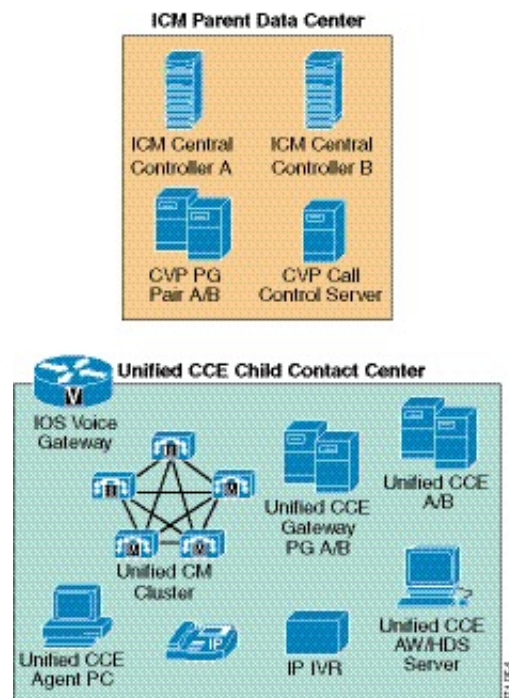 ICM Parent Data Center
ICM Central
Controller A
ICM Central
Controller B
CVP PG
Pair A/B
CVP Call
Control Server
Unified CCE Child Contact Center
V
IOS Voice
Gateway
Unified CM
Cluster
Unified CCE
Gateway
PG A/B
Unified CCE
A/B
Unified CCE
Agent PC
IP
IP IVR
Unified CCE
AW/HDS
Server